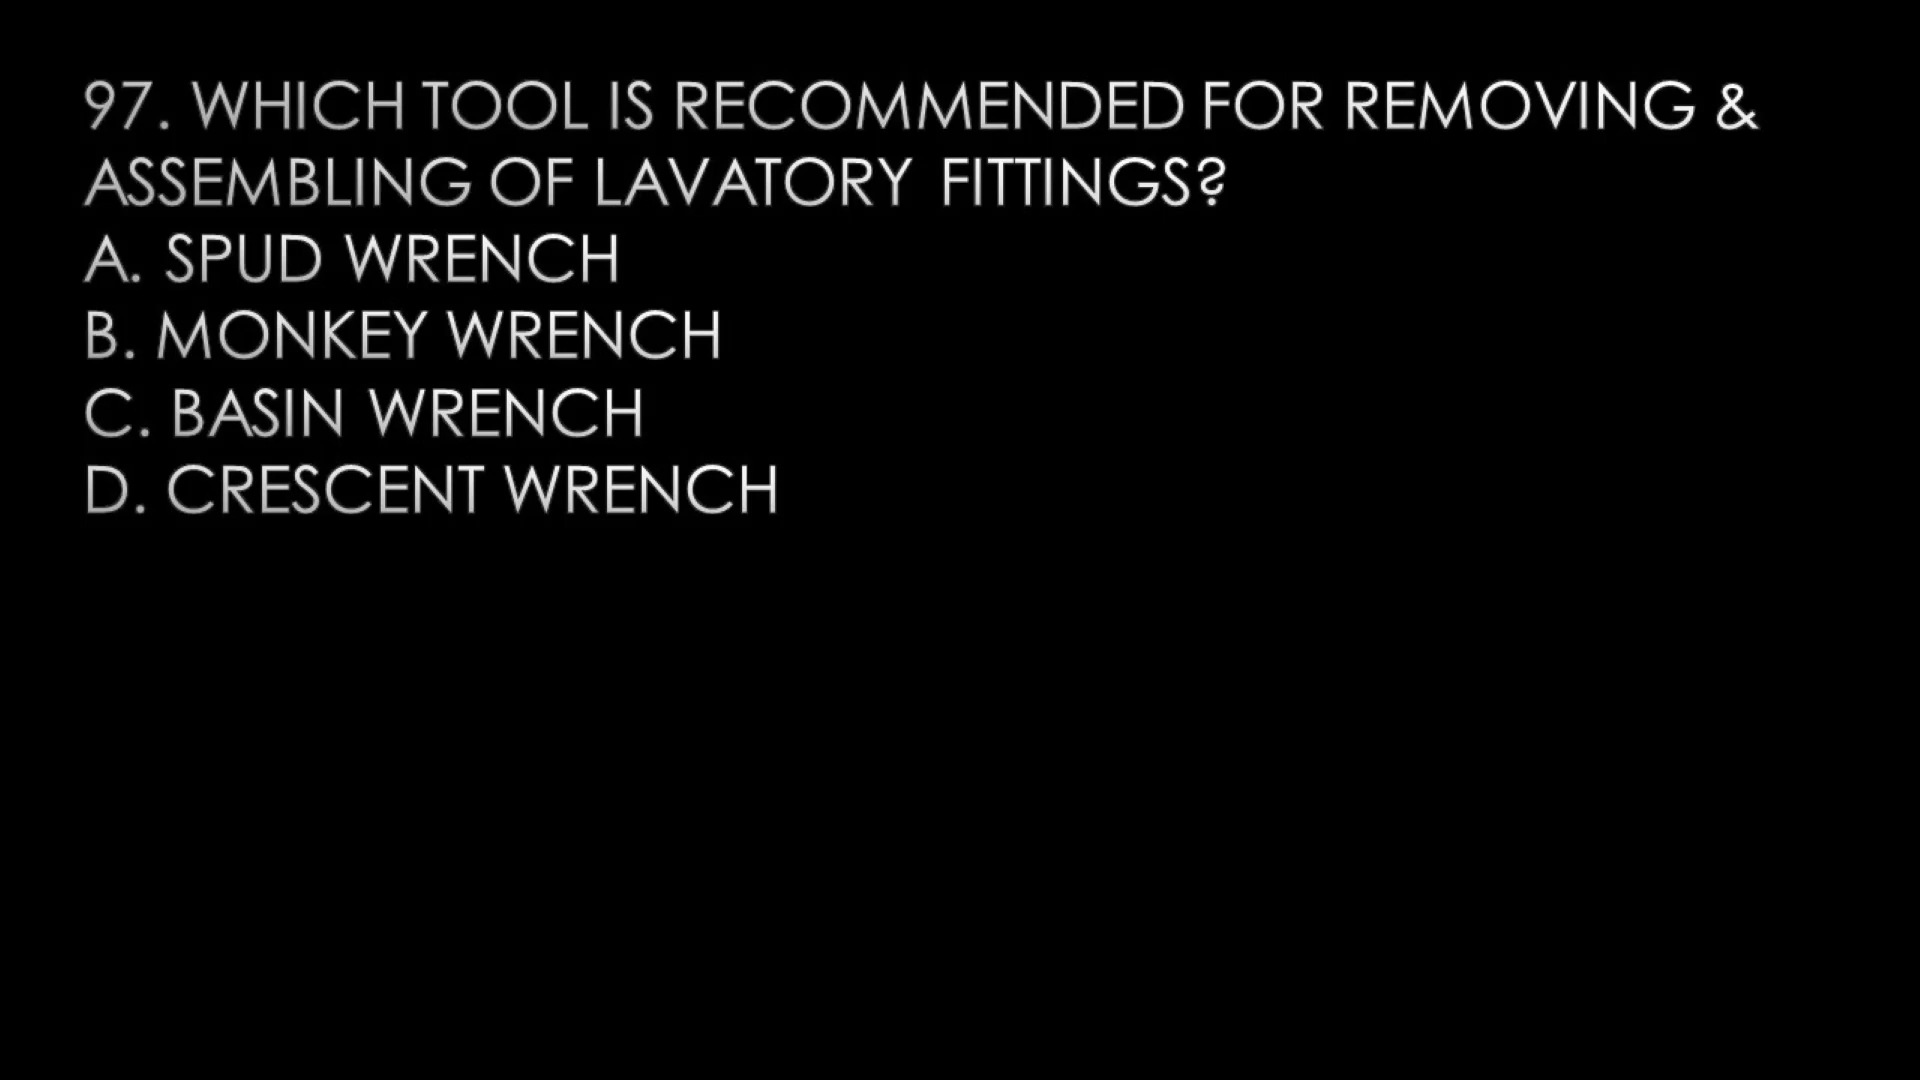 97. WHICH TOOL IS RECOMMENDED FOR REMOVING &
ASSEMBLING OF LAVATORY FITTINGS?
A. SPUD WRENCH
B. MONKEY WRENCH
C. BASIN WRENCH
D. CRESCENT WRENCH